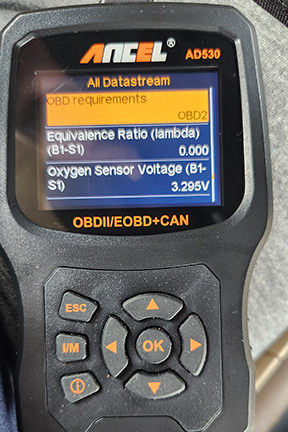 ANCEL®
AD530
All Datastream
OBD requirements
OBD2
Equivalence Ratio (lambda)
(B1-S1) 0.000
Oxygen Sensor Voltage (B1-
S1) 3.295V
OBDII/EOBD+CAN
ESC
I/M
OK